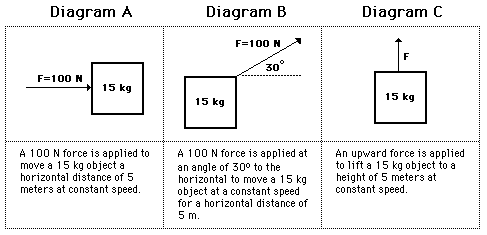 Diagram A
Diagram B
Diagram C
F=100 N
15 kg
F=100 N
30°
15 kg
F
15 kg
A 100 N force is applied to
move a 15 kg object a
horizontal distance of 5
meters at constant speed.
A 100 N force is applied at
an angle of 30º to the
horizontal to move a 15 kg
object at a constant speed
for a horizontal distance of
5 m.
An upward force is applied
to lift a 15 kg object to a
height of 5 meters at
constant speed.